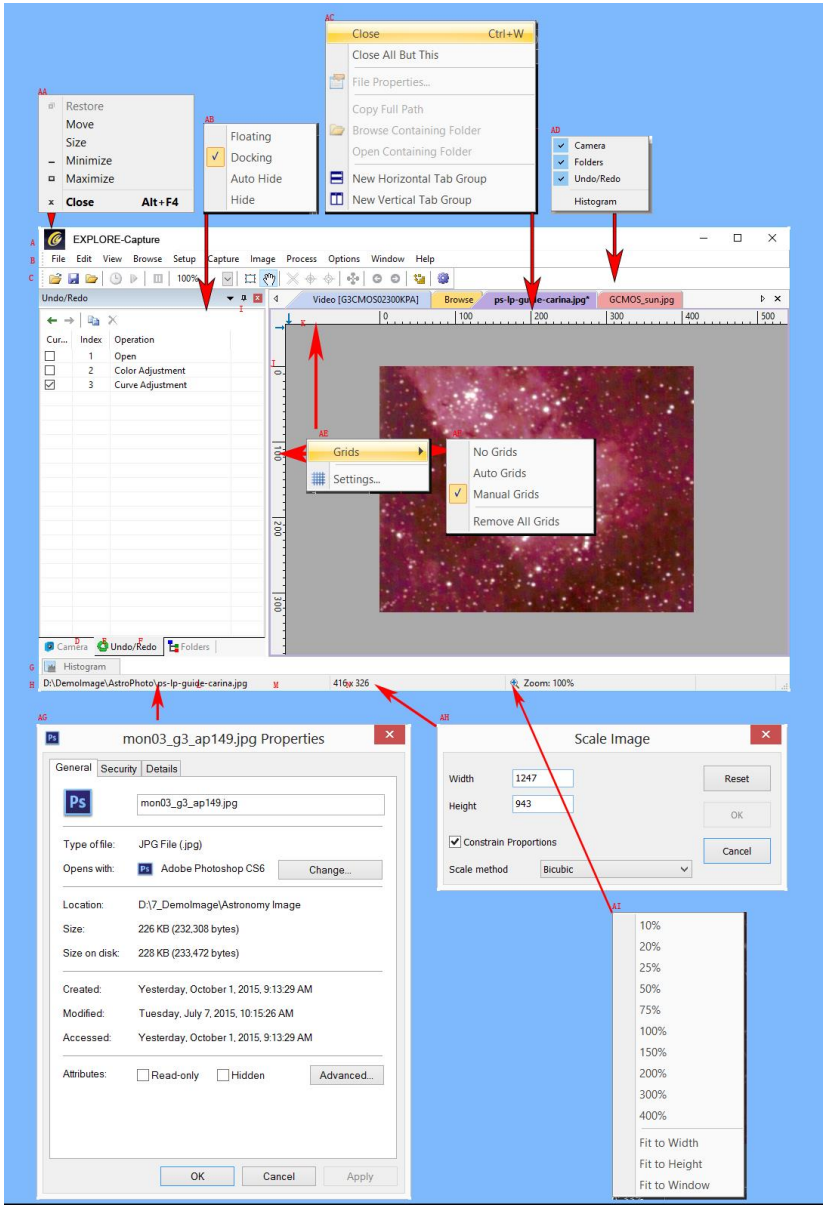 AC
Close Ctrl+W
Close All But This
File Properties...
Copy Full Path
Browse Containing Folder
Open Containing Folder
New Horizontal Tab Group
New Vertical Tab Group
AA
Restore
Move
Size
Minimize
Maximize
Close Alt+F4
AB
Floating
Docking
Auto Hide
Hide
AD
Camera
Folders
Undo/Redo
Histogram
A EXPLORE-Capture
B File Edit View Browse Setup Capture Image Process Options Window Help
C 100%
Undo/Redo
I
Video [G3CMOS02300KPA] Browse ps-lp-guide-carina.jpg* GCMOS_sun.jpg
K
0 100 200 300 400 500
Cur... Index Operation
1 Open
2 Color Adjustment
3 Curve Adjustment
0
100
200
300
AE
Grids
Settings...
No Grids
Auto Grids
Manual Grids
Remove All Grids
D E F
Camera Undo/Redo Folders
G Histogram
H D:\DemoImage\AstroPhoto\ps-lp-guide-carina.jpg M 416 x 326 Zoom: 100%
AG
Ps mon03_g3_ap149.jpg Properties
General Security Details
Ps mon03_g3_ap149.jpg
Type of file: JPG File (.jpg)
Opens with: Ps Adobe Photoshop CS6 Change...
Location: D:\7_DemoImage\Astronomy Image
Size: 226 KB (232,308 bytes)
Size on disk: 228 KB (233,472 bytes)
Created: Yesterday, October 1, 2015, 9:13:29 AM
Modified: Tuesday, July 7, 2015, 10:15:26 AM
Accessed: Yesterday, October 1, 2015, 9:13:29 AM
Attributes: Read-only Hidden Advanced...
OK Cancel Apply
AH
Scale Image
Width 1247 Reset
Height 943 OK
Constrain Proportions
Cancel
Scale method Bicubic
AI
10%
20%
25%
50%
75%
100%
150%
200%
300%
400%
Fit to Width
Fit to Height
Fit to Window